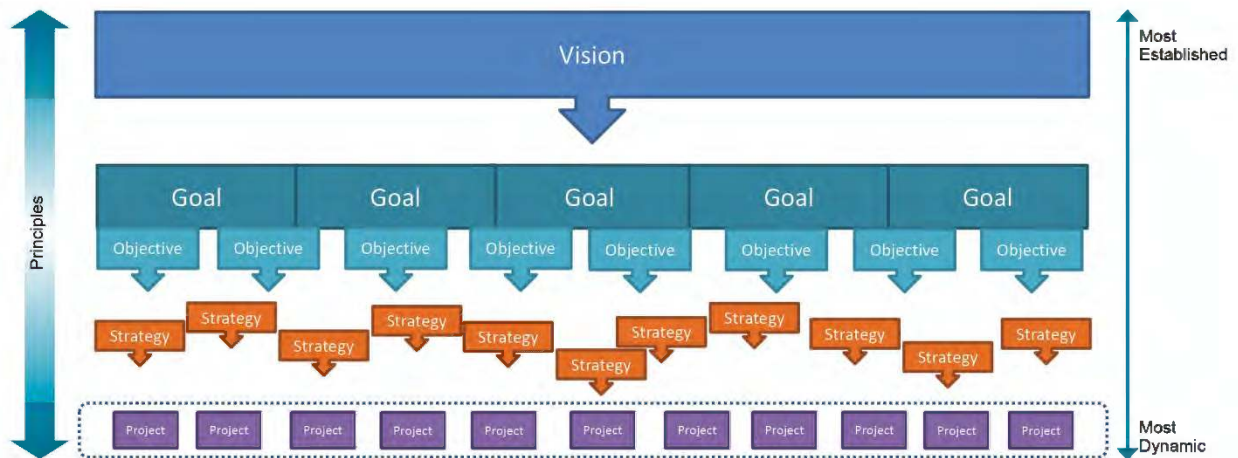 Most
Established
Vision
Principles
Goal Goal Goal Goal Goal
Objective Objective Objective Objective Objective Objective Objective Objective
Strategy Strategy Strategy Strategy Strategy Strategy Strategy Strategy Strategy Strategy Strategy
Project Project Project Project Project Project Project Project Project Project Project
Most
Dynamic